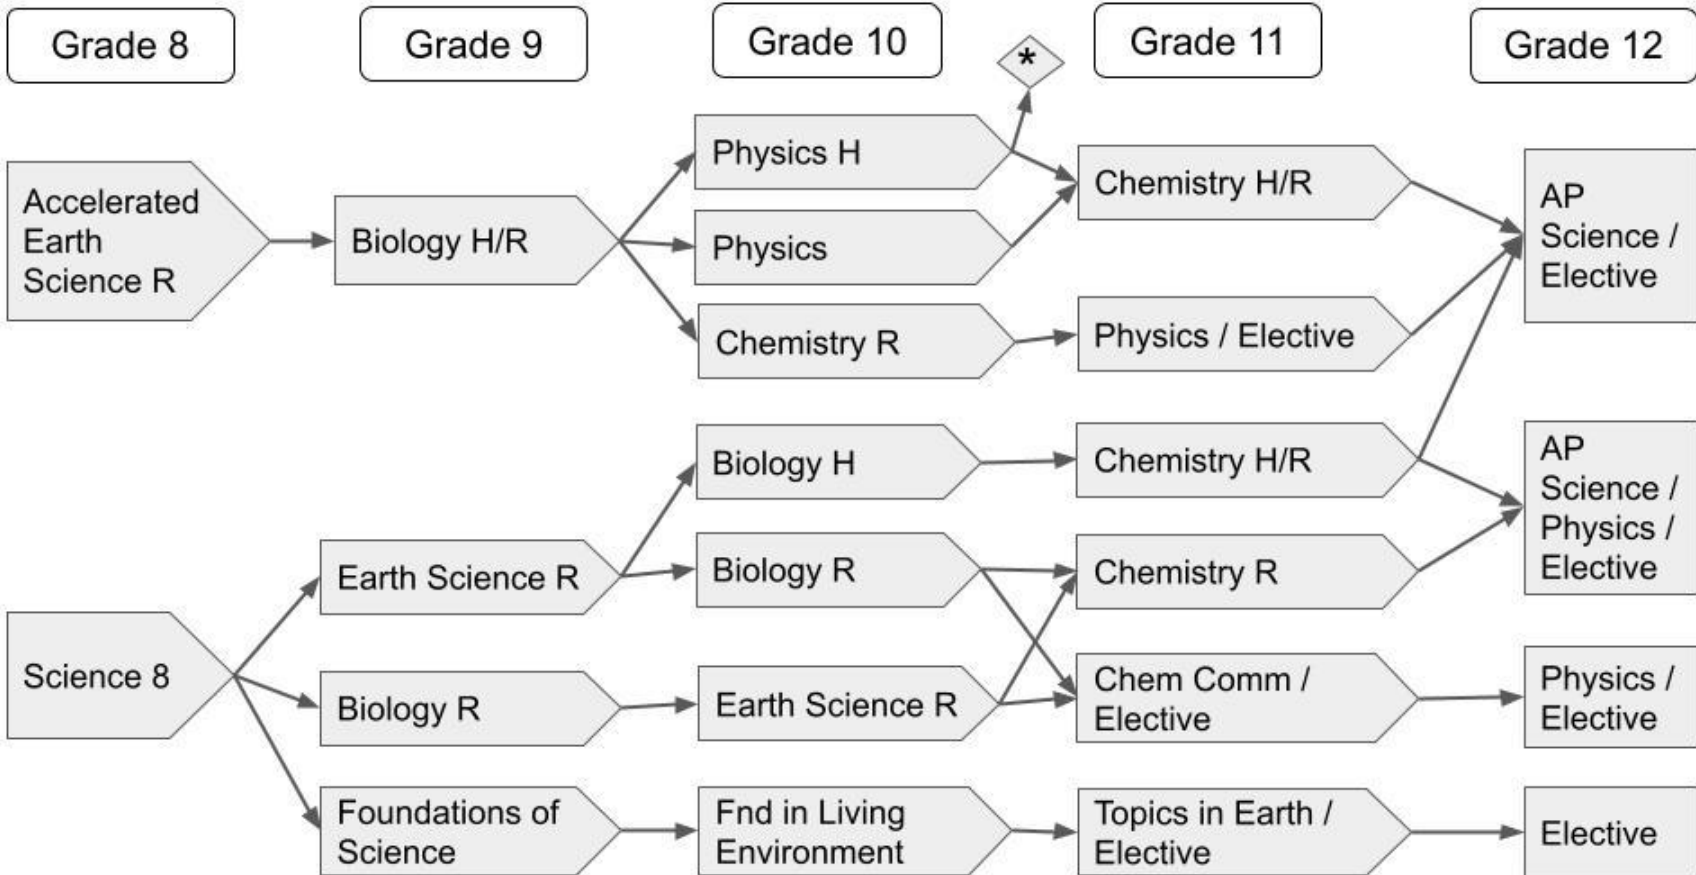 Grade 8
Grade 9
Grade 10
Grade 11
Grade 12
*
Accelerated
Earth
Science R
Biology H/R
Physics H
Physics
Chemistry R
Chemistry H/R
Physics / Elective
AP
Science /
Elective
Science 8
Earth Science R
Biology R
Foundations of
Science
Biology H
Biology R
Earth Science R
Fnd in Living
Environment
Chemistry H/R
Chemistry R
Chem Comm /
Elective
Topics in Earth /
Elective
AP
Science /
Physics /
Elective
Physics /
Elective
Elective